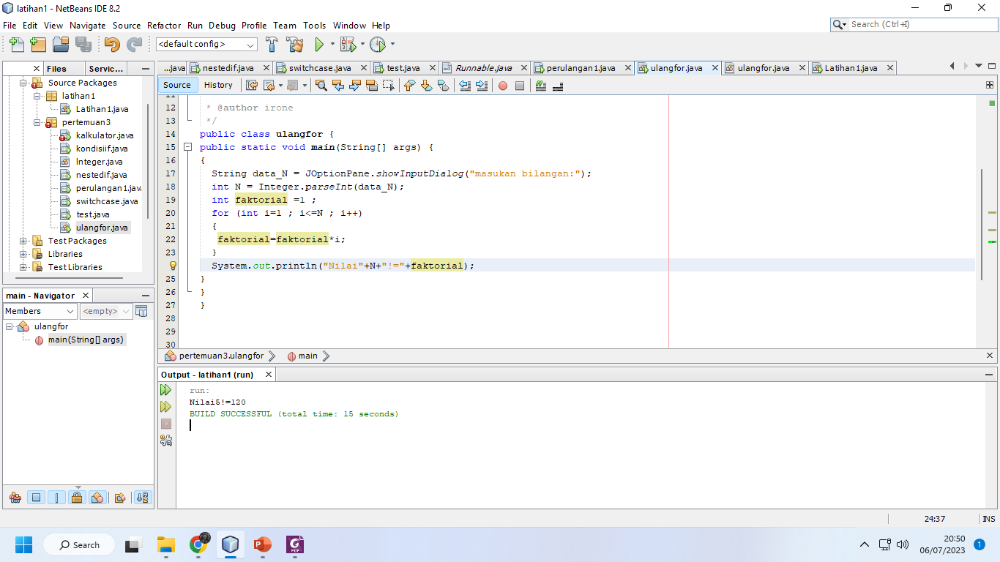 latihan1 - NetBeans IDE 8.2
File Edit View Navigate Source Refactor Run Debug Profile Team Tools Window Help
Search (Ctrl+I)
<default config>
Files Servic...
...java nestedif.java switchcase.java test.java Runnable.java perulangan1.java ulangfor.java ulangfor.java Latihan1.java
Source History
Source Packages
latihan1
Latihan1.java
pertemuan3
kalkulator.java
kondisiif.java
Integer.java
nestedif.java
perulangan1.java
switchcase.java
test.java
ulangfor.java
Test Packages
Libraries
Test Libraries
11
12 * @author irone
13 */
14 public class ulangfor {
15 public static void main(String[] args) {
16 {
17 String data_N = JOptionPane.showInputDialog("masukan bilangan:");
18 int N = Integer.parseInt(data_N);
19 int faktorial =1 ;
20 for (int i=1 ; i<=N ; i++)
21 {
22 faktorial=faktorial*i;
23 }
System.out.println("Nilai"+N+"!="+faktorial);
25 }
26 }
27 }
28
29
30
main - Navigator
Members <empty>
ulangfor
main(String[] args)
pertemuan3.ulangfor main
Output - latihan1 (run)
run:
Nilai5!=120
BUILD SUCCESSFUL (total time: 15 seconds)
24:37 INS
Search
20:50
06/07/2023
1